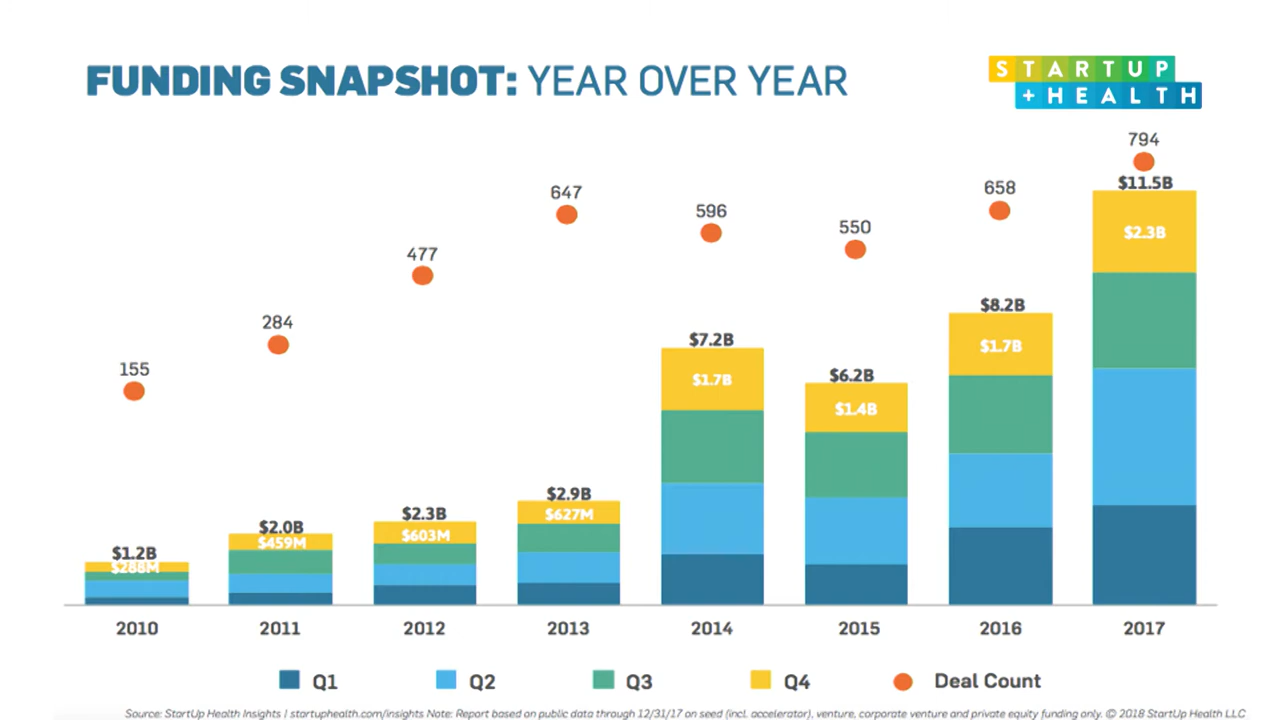 FUNDING SNAPSHOT: YEAR OVER YEAR
STARTUP
+HEALTH
794
$11.5B
647
658
596
550
$2.3B
477
$8.2B
284
$7.2B
$1.7B
155
$6.2B
$1.7B
$1.4B
$2.9B
$2.3B
$627M
$2.0B
$603M
$459M
$1.2B
$288M
2010 2011 2012 2013 2014 2015 2016 2017
Q1 Q2 Q3 Q4 Deal Count
Source: StartUp Health Insights | startuphealth.com/insights Note: Report based on public data through 12/31/17 on seed (incl. accelerator), venture, corporate venture and private equity funding only. © 2018 StartUp Health LLC